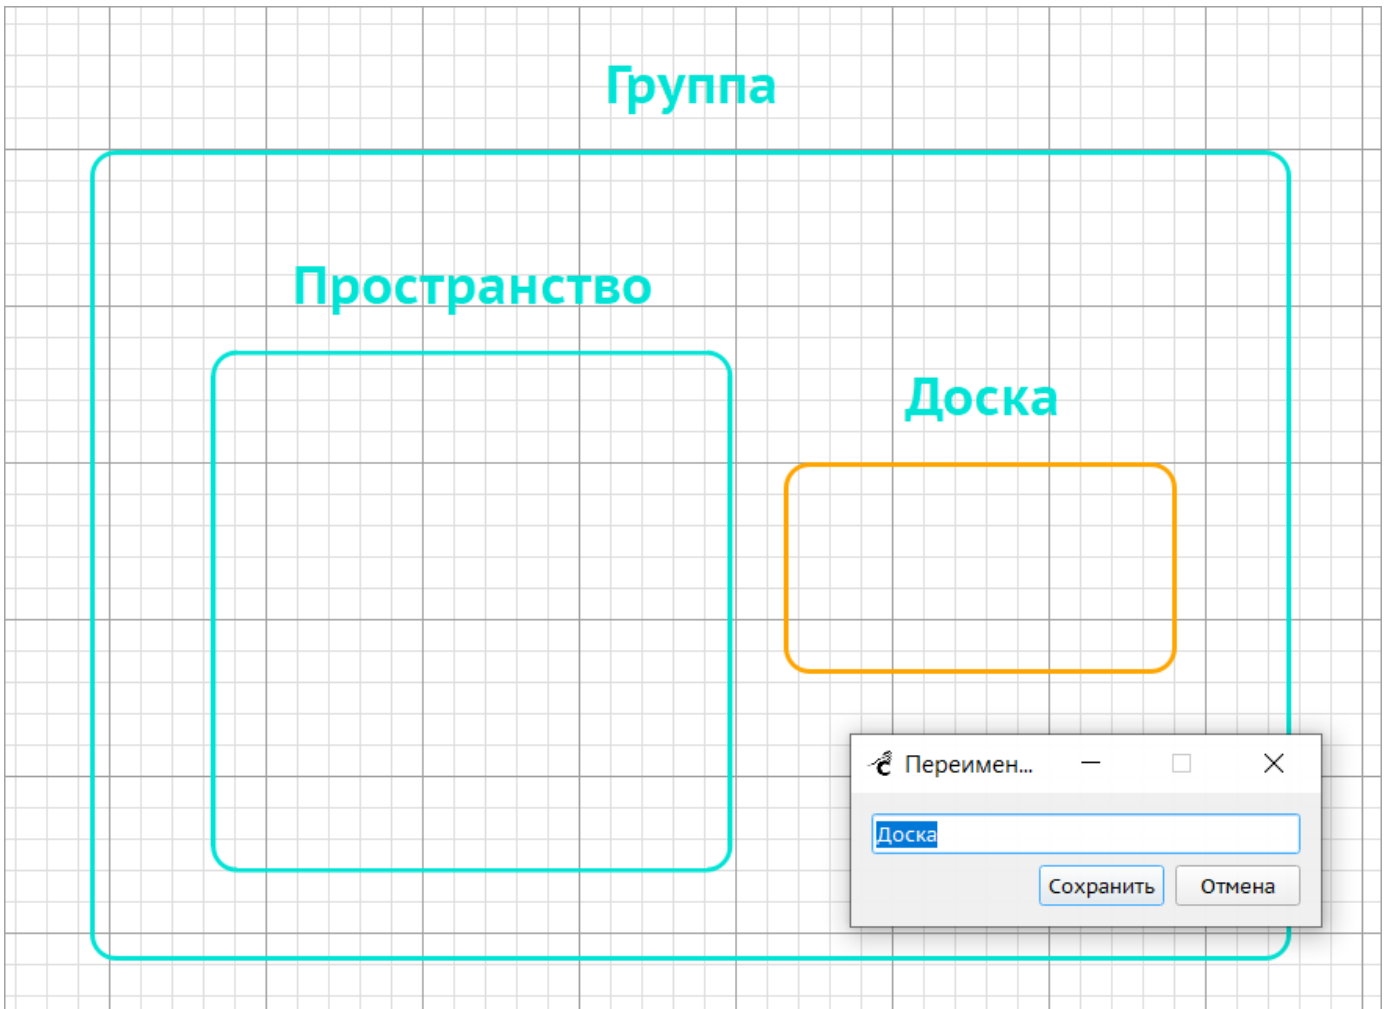 Группа
Пространство
Доска
Переимен...
Доска
Сохранить
Отмена